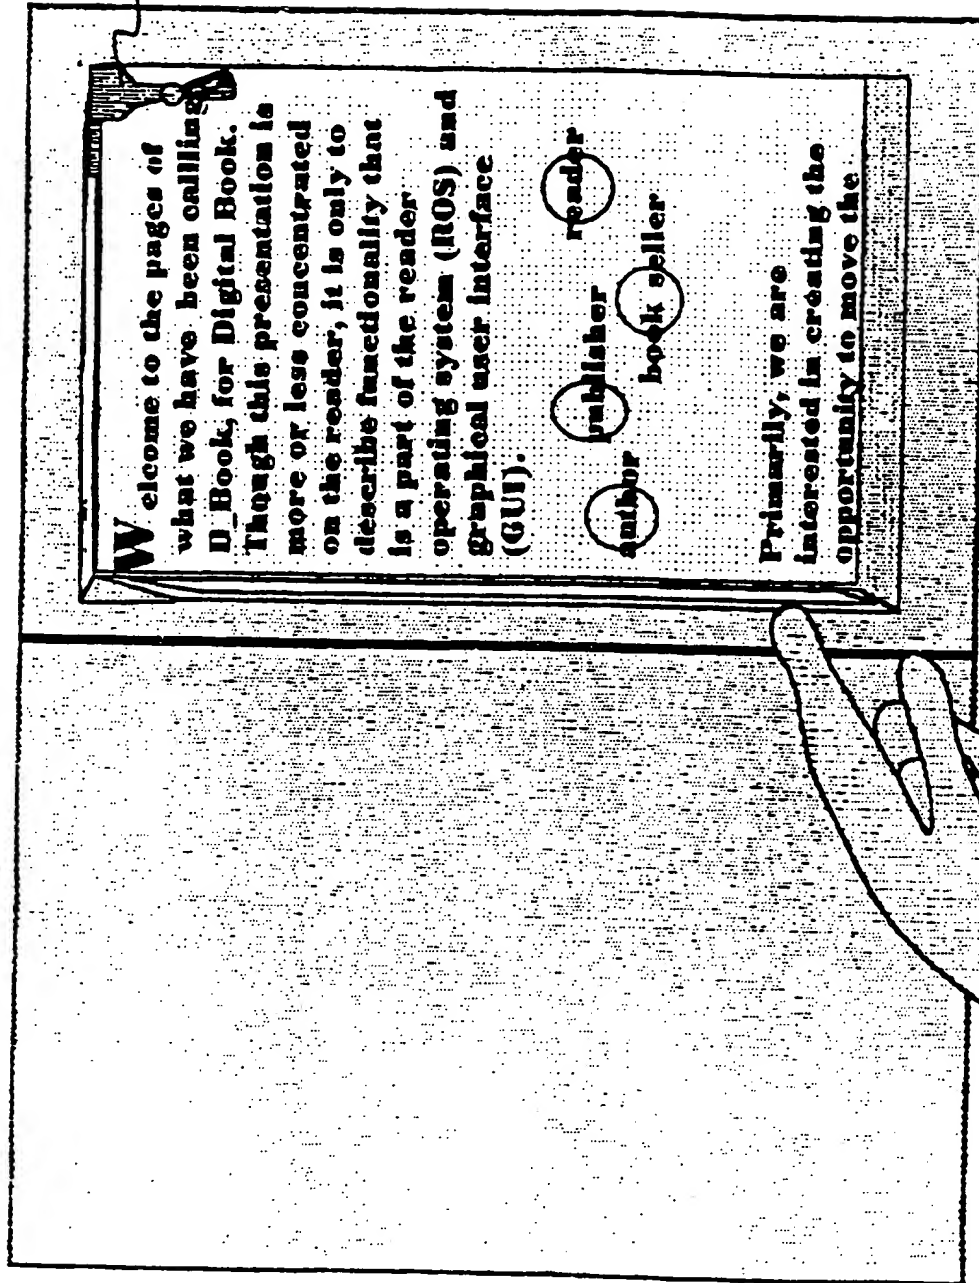 Welcome to the pages of
what we have been callling
D_Book, for Digital Book.
Though this presentation is
more or less concentrated
on the reader, it is only to
describe functionality that
is a part of the reader
operating system (ROS) and
graphical user interface
(GUI).
author
publisher
book seller
reader
Primarily, we are
interested in creating the
opportunity to move the